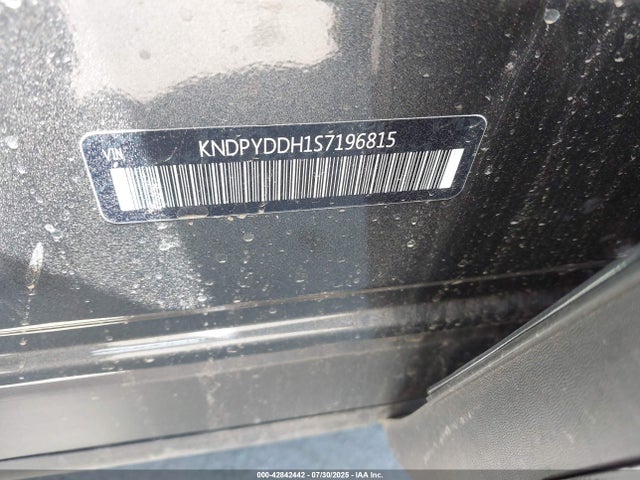 VIN
KNDPYDDH1S7196815
000-42842442 | 07/30/2025 | IAA Inc.